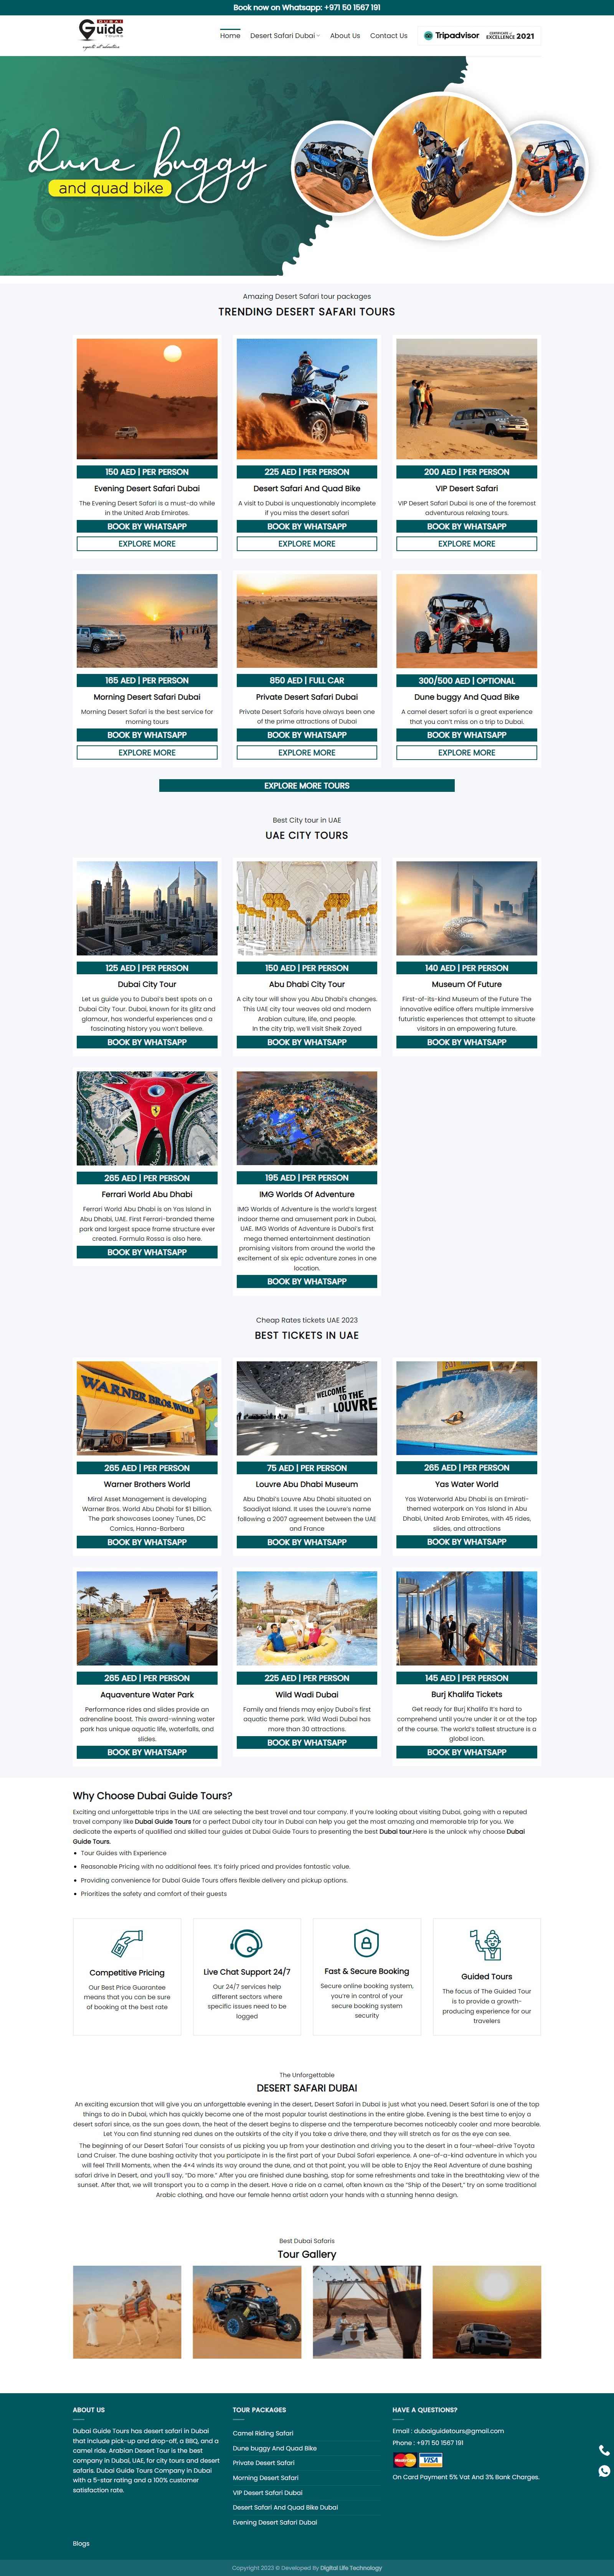 Book now on Whatsapp: +971 50 1567 191
DUBAI
Guide
TOURS
Home
Desert Safari Dubai
About Us
Contact Us
Tripadvisor
CERTIFICATE of
EXCELLENCE 2021
dune buggy
and quad bike
Amazing Desert Safari tour packages
TRENDING DESERT SAFARI TOURS
150 AED | PER PERSON
Evening Desert Safari Dubai
The Evening Desert Safari is a must-do while
in the United Arab Emirates.
BOOK BY WHATSAPP
EXPLORE MORE
225 AED | PER PERSON
Desert Safari And Quad Bike
A visit to Dubai is unquestionably incomplete
if you miss the desert safari
BOOK BY WHATSAPP
EXPLORE MORE
200 AED | PER PERSON
VIP Desert Safari
VIP Desert Safari Dubai is one of the foremost
adventurous relaxing tours.
BOOK BY WHATSAPP
EXPLORE MORE
165 AED | PER PERSON
Morning Desert Safari Dubai
Morning Desert Safari is the best service for
morning tours
BOOK BY WHATSAPP
EXPLORE MORE
850 AED | FULL CAR
Private Desert Safari Dubai
Private Desert Safaris have always been one
of the prime attractions of Dubai
BOOK BY WHATSAPP
EXPLORE MORE
300/500 AED | OPTIONAL
Dune buggy And Quad Bike
A camel desert safari is a great experience
that you can't miss on a trip to Dubai.
BOOK BY WHATSAPP
EXPLORE MORE
EXPLORE MORE TOURS
Best City tour in UAE
UAE CITY TOURS
125 AED | PER PERSON
Dubai City Tour
Let us guide you to Dubai's best spots on a
Dubai City Tour. Dubai, known for its glitz and
glamour, has wonderful experiences and a
fascinating history you won't believe.
BOOK BY WHATSAPP
150 AED | PER PERSON
Abu Dhabi City Tour
A city tour will show you Abu Dhabi's changes.
This UAE city tour weaves old and modern
Arabian culture, life, and people.
In the city trip, we'll visit Sheik Zayed
BOOK BY WHATSAPP
140 AED | PER PERSON
Museum Of Future
First-of-its-kind Museum of the Future The
innovative edifice offers multiple immersive
futuristic experiences that attempt to situate
visitors in an empowering future.
BOOK BY WHATSAPP
265 AED | PER PERSON
Ferrari World Abu Dhabi
Ferrari World Abu Dhabi is on Yas Island in
Abu Dhabi, UAE. First Ferrari-branded theme
park and largest space frame structure ever
created. Formula Rossa is also here.
BOOK BY WHATSAPP
195 AED | PER PERSON
IMG Worlds Of Adventure
IMG Worlds of Adventure is the world's largest
indoor theme and amusement park in Dubai,
UAE. IMG Worlds of Adventure is Dubai's first
mega themed entertainment destination
promising visitors from around the world the
excitement of six epic adventure zones in one
location.
BOOK BY WHATSAPP
Cheap Rates tickets UAE 2023
BEST TICKETS IN UAE
WARNER BROS. WORLD
265 AED | PER PERSON
Warner Brothers World
Miral Asset Management is developing
Warner Bros. World Abu Dhabi for $1 billion.
The park showcases Looney Tunes, DC
Comics, Hanna-Barbera
BOOK BY WHATSAPP
WELCOME
TO THE
LOUVRE
75 AED | PER PERSON
Louvre Abu Dhabi Museum
Abu Dhabi's Louvre Abu Dhabi situated on
Saadiyat Island. It uses the Louvre's name
following a 2007 agreement between the UAE
and France
BOOK BY WHATSAPP
265 AED | PER PERSON
Yas Water World
Yas Waterworld Abu Dhabi is an Emirati-
themed waterpark on Yas Island in Abu
Dhabi, United Arab Emirates, with 45 rides,
slides, and attractions
BOOK BY WHATSAPP
265 AED | PER PERSON
Aquaventure Water Park
Performance rides and slides provide an
adrenaline boost. This award-winning water
park has unique aquatic life, waterfalls, and
slides.
BOOK BY WHATSAPP
225 AED | PER PERSON
Wild Wadi Dubai
Family and friends may enjoy Dubai's first
aquatic theme park. Wild Wadi Dubai has
more than 30 attractions.
BOOK BY WHATSAPP
145 AED | PER PERSON
Burj Khalifa Tickets
Get ready for Burj Khalifa It's hard to
comprehend until you're under it or at the top
of the course. The world's tallest structure is a
global icon.
BOOK BY WHATSAPP
Why Choose Dubai Guide Tours?
Exciting and unforgettable trips in the UAE are selecting the best travel and tour company. If you're looking about visiting Dubai, going with a reputed
travel company like Dubai Guide Tours for a perfect Dubai city tour in Dubai can help you get the most amazing and memorable trip for you. We
dedicate the experts of qualified and skilled tour guides at Dubai Guide Tours to presenting the best Dubai tour.Here is the unlock why choose Dubai
Guide Tours.
• Tour Guides with Experience
• Reasonable Pricing with no additional fees. It's fairly priced and provides fantastic value.
• Providing convenience for Dubai Guide Tours offers flexible delivery and pickup options.
• Prioritizes the safety and comfort of their guests
Competitive Pricing
Our Best Price Guarantee
means that you can be sure
of booking at the best rate
Live Chat Support 24/7
Our 24/7 services help
different sectors where
specific issues need to be
logged
Fast & Secure Booking
Secure online booking system,
you're in control of your
secure booking system
security
Guided Tours
The focus of The Guided Tour
is to provide a growth-
producing experience for our
travelers
The Unforgettable
DESERT SAFARI DUBAI
An exciting excursion that will give you an unforgettable evening in the desert, Desert Safari in Dubai is just what you need. Desert Safari is one of the top
things to do in Dubai, which has quickly become one of the most popular tourist destinations in the entire globe. Evening is the best time to enjoy a
desert safari since, as the sun goes down, the heat of the desert begins to disperse and the temperature becomes noticeably cooler and more bearable.
Let You can find stunning red dunes on the outskirts of the city if you take a drive there, and they will stretch as far as the eye can see.
The beginning of our Desert Safari Tour consists of us picking you up from your destination and driving you to the desert in a four-wheel-drive Toyota
Land Cruiser. The dune bashing activity that you participate in is the first part of your Dubai Safari experience. A one-of-a-kind adventure in which you
will feel Thrill Moments, when the 4×4 winds its way around the dune, and at that point, you will be able to Enjoy the Real Adventure of dune bashing
safari drive in Desert, and you'll say, "Do more." After you are finished dune bashing, stop for some refreshments and take in the breathtaking view of the
sunset. After that, we will transport you to a camp in the desert. Have a ride on a camel, often known as the "Ship of the Desert," try on some traditional
Arabic clothing, and have our female henna artist adorn your hands with a stunning henna design.
Best Dubai Safaris
Tour Gallery
ABOUT US
Dubai Guide Tours has desert safari in Dubai
that include pick-up and drop-off, a BBQ, and a
camel ride. Arabian Desert Tour is the best
company in Dubai, UAE, for city tours and desert
safaris. Dubai Guide Tours Company in Dubai
with a 5-star rating and a 100% customer
satisfaction rate.
Blogs
TOUR PACKAGES
Camel Riding Safari
Dune buggy And Quad Bike
Private Desert Safari
Morning Desert Safari
VIP Desert Safari Dubai
Desert Safari And Quad Bike Dubai
Evening Desert Safari Dubai
HAVE A QUESTIONS?
Email : dubaiguidetours@gmail.com
Phone : +971 50 1567 191
MasterCard VISA
On Card Payment 5% Vat And 3% Bank Charges.
Copyright 2023 © Developed By Digital Life Technology